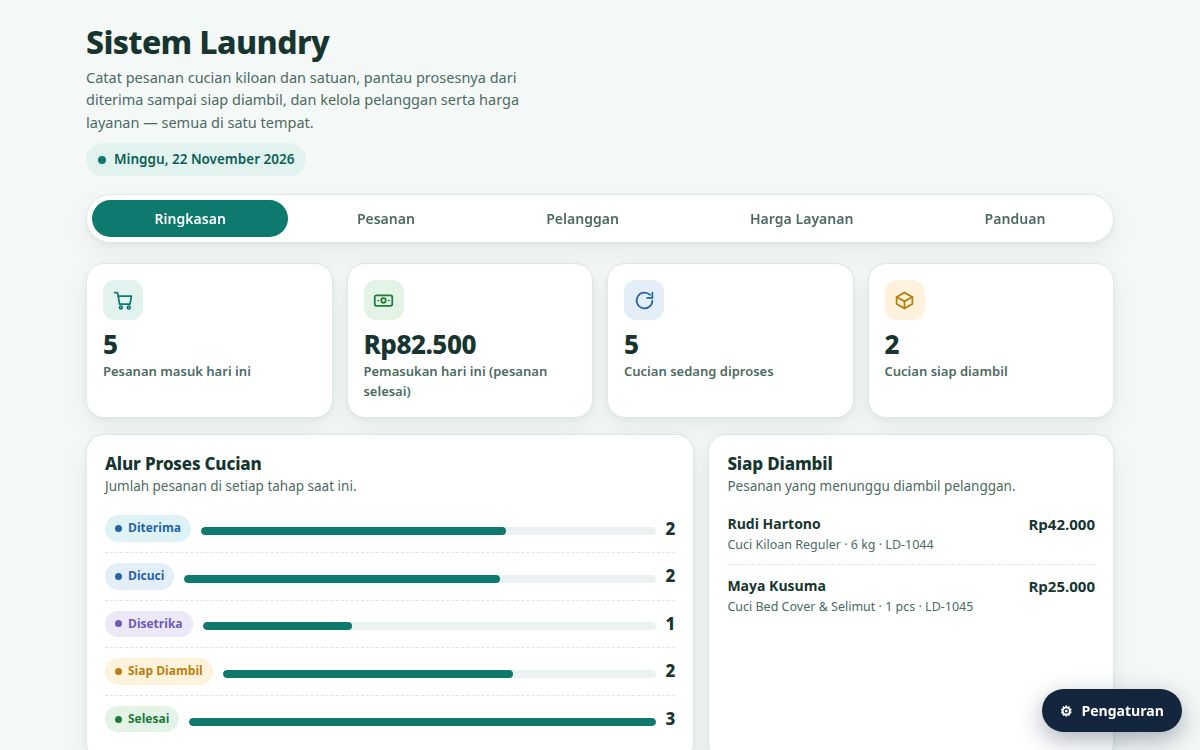 Sistem Laundry
Catat pesanan cucian kiloan dan satuan, pantau prosesnya dari
diterima sampai siap diambil, dan kelola pelanggan serta harga
layanan — semua di satu tempat.
Minggu, 22 November 2026
Ringkasan
Pesanan
Pelanggan
Harga Layanan
Panduan
5
Pesanan masuk hari ini
Rp82.500
Pemasukan hari ini (pesanan
selesai)
5
Cucian sedang diproses
2
Cucian siap diambil
Alur Proses Cucian
Jumlah pesanan di setiap tahap saat ini.
Diterima 2
Dicuci 2
Disetrika 1
Siap Diambil 2
Selesai 3
Siap Diambil
Pesanan yang menunggu diambil pelanggan.
Rudi Hartono Rp42.000
Cuci Kiloan Reguler · 6 kg · LD-1044
Maya Kusuma Rp25.000
Cuci Bed Cover & Selimut · 1 pcs · LD-1045
Pengaturan